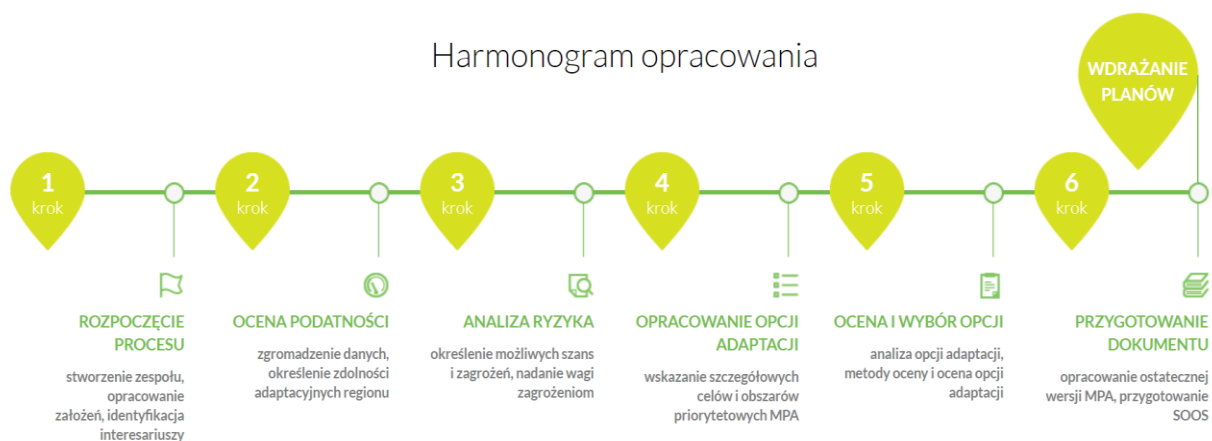 Harmonogram opracowania
WDRAŻANIE
PLANÓW
1
krok
2
krok
3
krok
4
krok
5
krok
6
krok
ROZPOCZĘCIE
PROCESU
stworzenie zespołu,
opracowanie
założeń, identyfikacja
interesariuszy
OCENA PODATNOŚCI
zgromadzenie danych,
określenie zdolności
adaptacyjnych regionu
ANALIZA RYZYKA
określenie możliwych szans
i zagrożeń, nadanie wagi
zagrożeniom
OPRACOWANIE OPCJI
ADAPTACJI
wskazanie szczegółowych
celów i obszarów
priorytetowych MPA
OCENA I WYBÓR OPCJI
analiza opcji adaptacji,
metody oceny i ocena opcji
adaptacji
PRZYGOTOWANIE
DOKUMENTU
opracowanie ostatecznej
wersji MPA, przygotowanie
SOOS